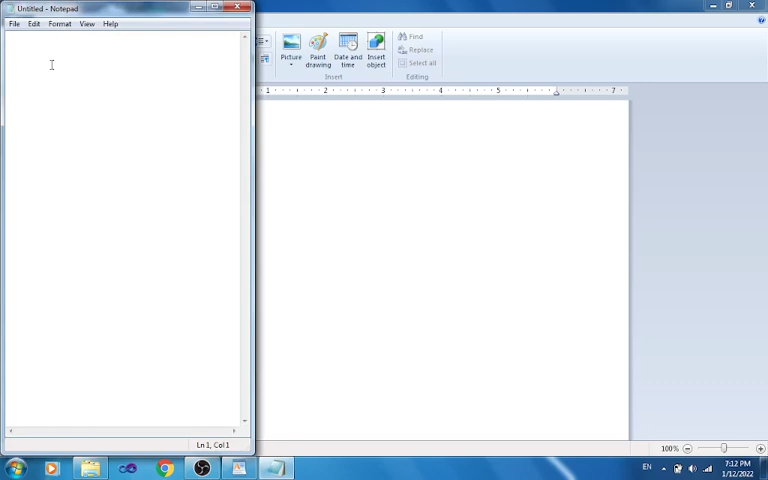 Untitled - Notepad
File Edit Format View Help
Picture
Paint drawing
Date and time
Insert object
Insert
Find
Replace
Select all
Editing
1 2 3 4 5 7
Ln 1, Col 1
100%
EN
7:12 PM
1/12/2022